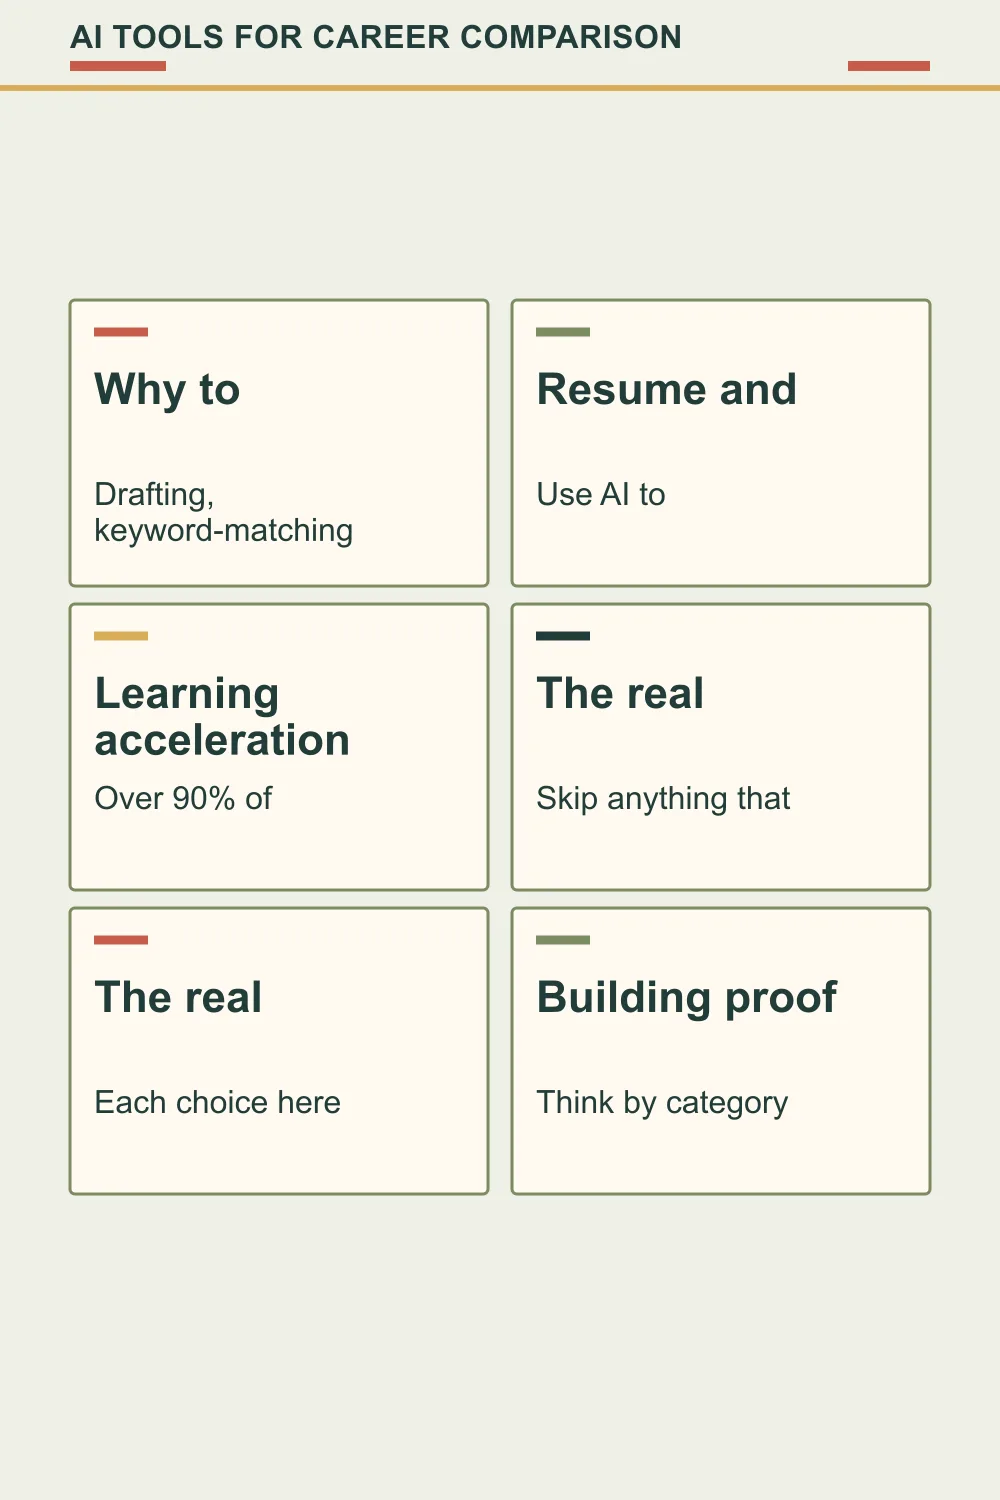 AI TOOLS FOR CAREER COMPARISON
Why to
Drafting,
keyword-matching
Resume and
Use AI to
Learning
acceleration
Over 90% of
The real
Skip anything that
The real
Each choice here
Building proof
Think by category